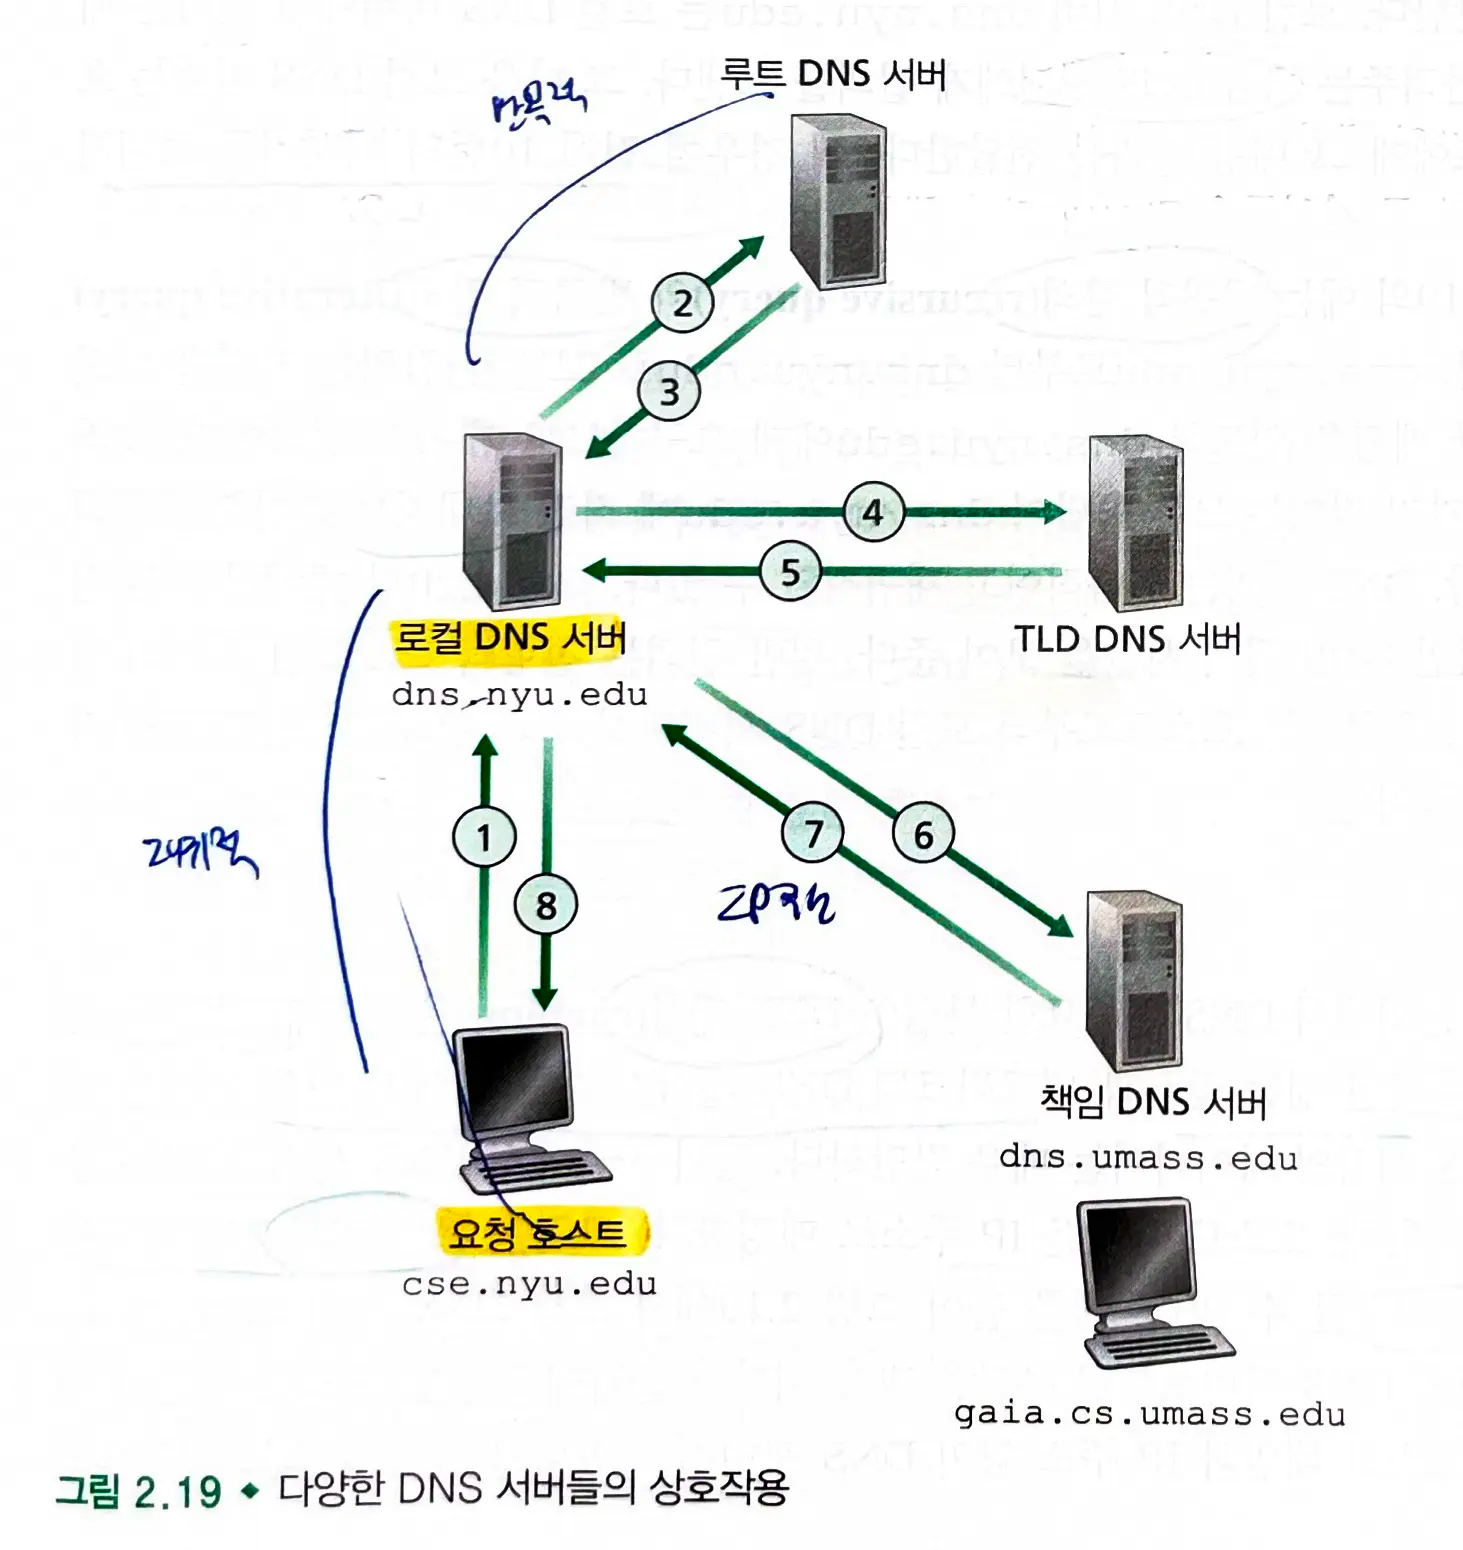 루트 DNS 서버
반복적
2
3
4
5
로컬 DNS 서버
dns.nyu.edu
TLD DNS 서버
1
7
6
재귀적
8
책임 DNS 서버
dns.umass.edu
요청 호스트
cse.nyu.edu
gaia.cs.umass.edu
그림 2.19 ◆ 다양한 DNS 서버들의 상호작용